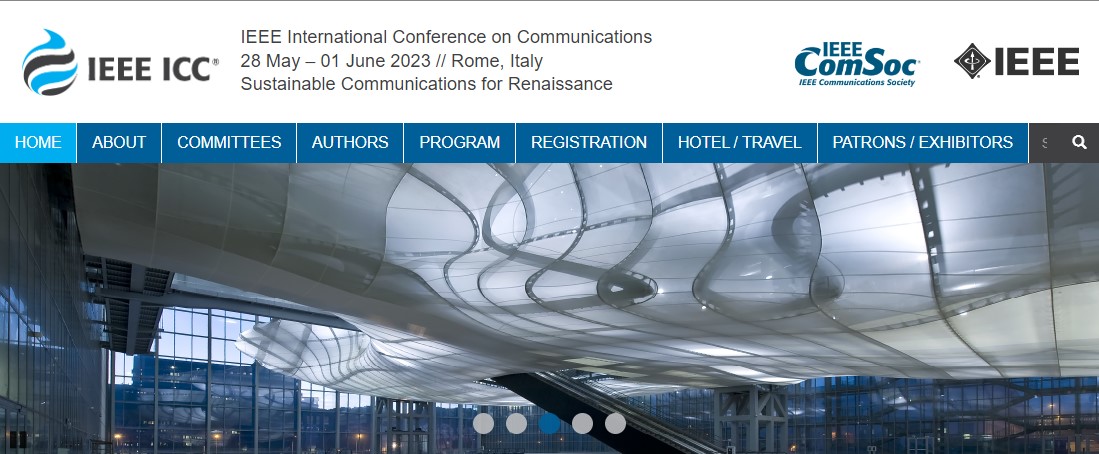 IEEE ICC®
IEEE International Conference on Communications
28 May – 01 June 2023 // Rome, Italy
Sustainable Communications for Renaissance
IEEE
ComSoc
IEEE Communications Society
IEEE
HOME
ABOUT
COMMITTEES
AUTHORS
PROGRAM
REGISTRATION
HOTEL / TRAVEL
PATRONS / EXHIBITORS